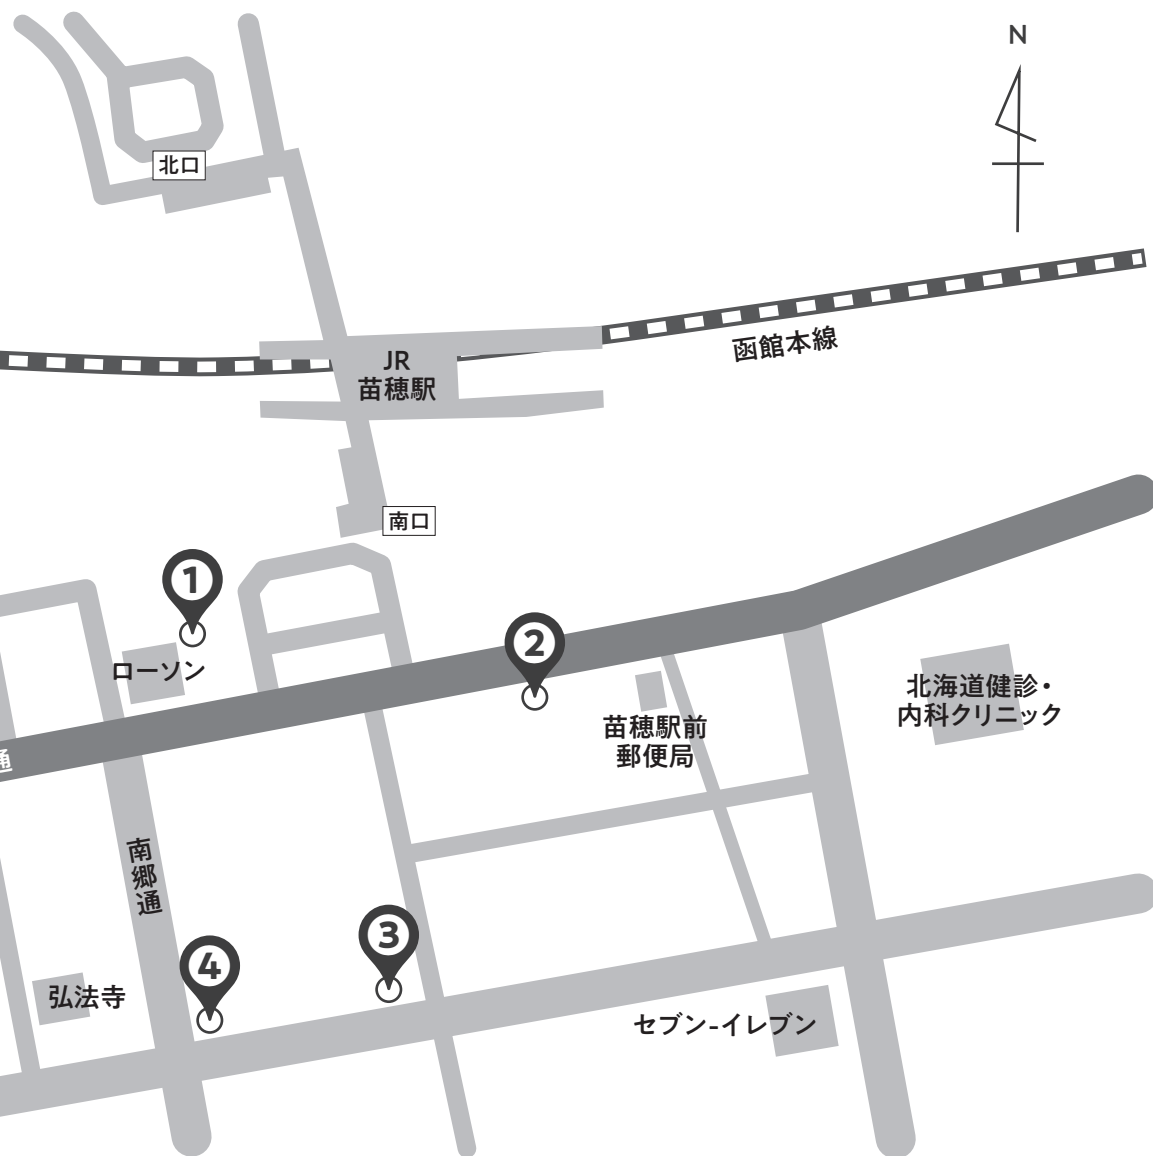 N
北口
函館本線
JR
苗穂駅
南口
1
2
ローソン
北海道健診・
内科クリニック
苗穂駅前
郵便局
通
南郷通
3
4
弘法寺
セブン-イレブン